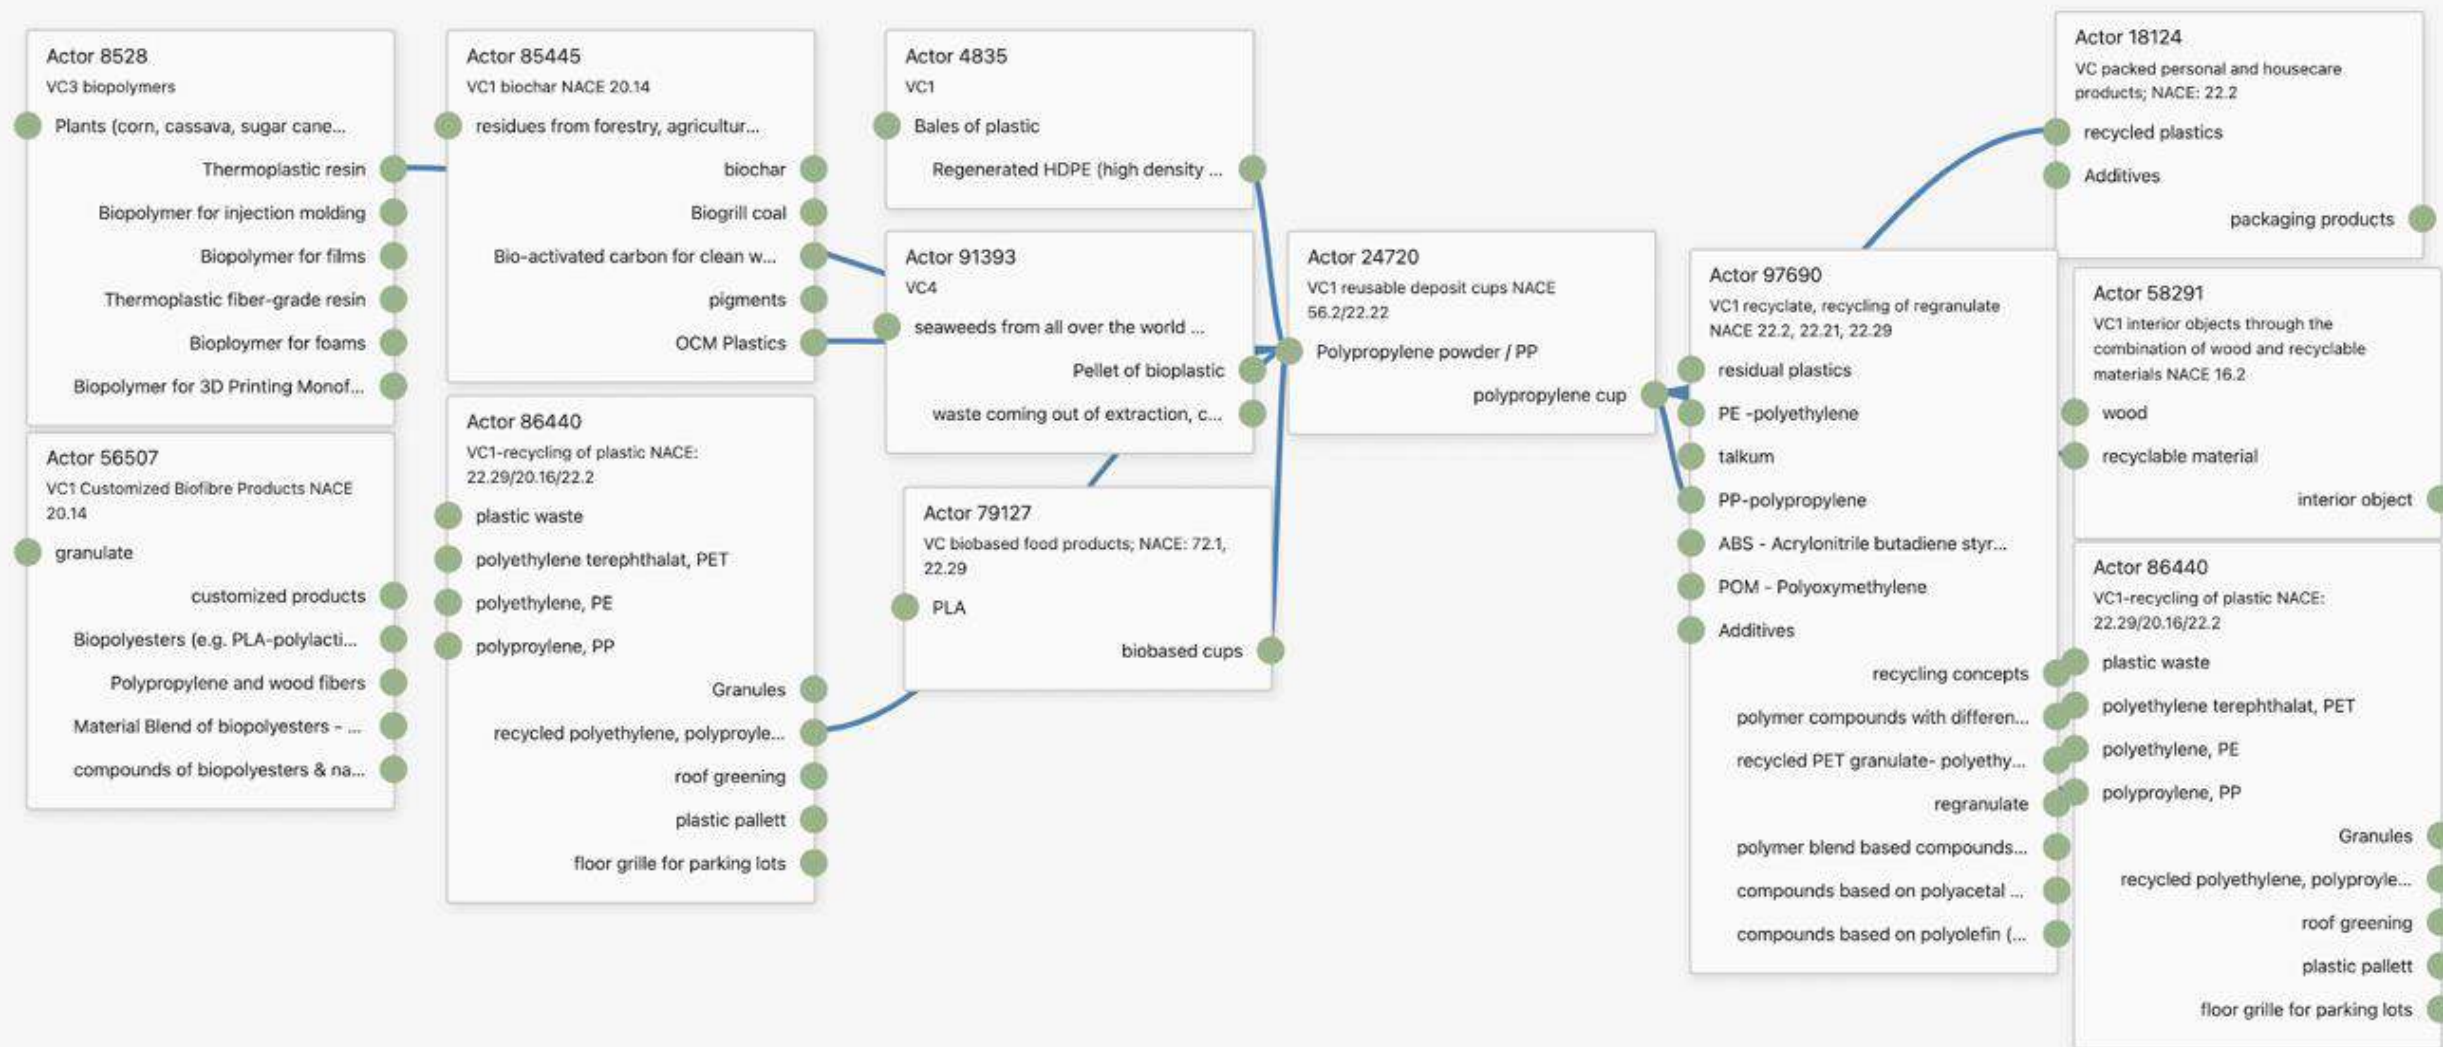 Actor 8528
VC3 biopolymers
Plants (corn, cassava, sugar cane...
Thermoplastic resin
Biopolymer for injection molding
Biopolymer for films
Thermoplastic fiber-grade resin
Bioploymer for foams
Biopolymer for 3D Printing Monof...
Actor 56507
VC1 Customized Biofibre Products NACE
20.14
granulate
customized products
Biopolyesters (e.g. PLA-polylacti...
Polypropylene and wood fibers
Material Blend of biopolyesters - ...
compounds of biopolyesters & na...
Actor 85445
VC1 biochar NACE 20.14
residues from forestry, agricultur...
biochar
Biogrill coal
Bio-activated carbon for clean w...
pigments
OCM Plastics
Actor 86440
VC1-recycling of plastic NACE:
22.29/20.16/22.2
plastic waste
polyethylene terephthalat, PET
polyethylene, PE
polyproylene, PP
Granules
recycled polyethylene, polyproyle...
roof greening
plastic pallett
floor grille for parking lots
Actor 4835
VC1
Bales of plastic
Regenerated HDPE (high density ...
Actor 91393
VC4
seaweeds from all over the world ...
Pellet of bioplastic
waste coming out of extraction, c...
Actor 79127
VC biobased food products; NACE: 72.1,
22.29
PLA
biobased cups
Actor 24720
VC1 reusable deposit cups NACE
56.2/22.22
Polypropylene powder / PP
polypropylene cup
Actor 97690
VC1 recyclate, recycling of regranulate
NACE 22.2, 22.21, 22.29
residual plastics
PE -polyethylene
talkum
PP-polypropylene
ABS - Acrylonitrile butadiene styr...
POM - Polyoxymethylene
Additives
recycling concepts
polymer compounds with differen...
recycled PET granulate- polyethy...
regranulate
polymer blend based compounds...
compounds based on polyacetal ...
compounds based on polyolefin (...
Actor 18124
VC packed personal and housecare
products; NACE: 22.2
recycled plastics
Additives
packaging products
Actor 58291
VC1 interior objects through the
combination of wood and recyclable
materials NACE 16.2
wood
recyclable material
interior object
Actor 86440
VC1-recycling of plastic NACE:
22.29/20.16/22.2
plastic waste
polyethylene terephthalat, PET
polyethylene, PE
polyproylene, PP
Granules
recycled polyethylene, polyproyle...
roof greening
plastic pallett
floor grille for parking lots